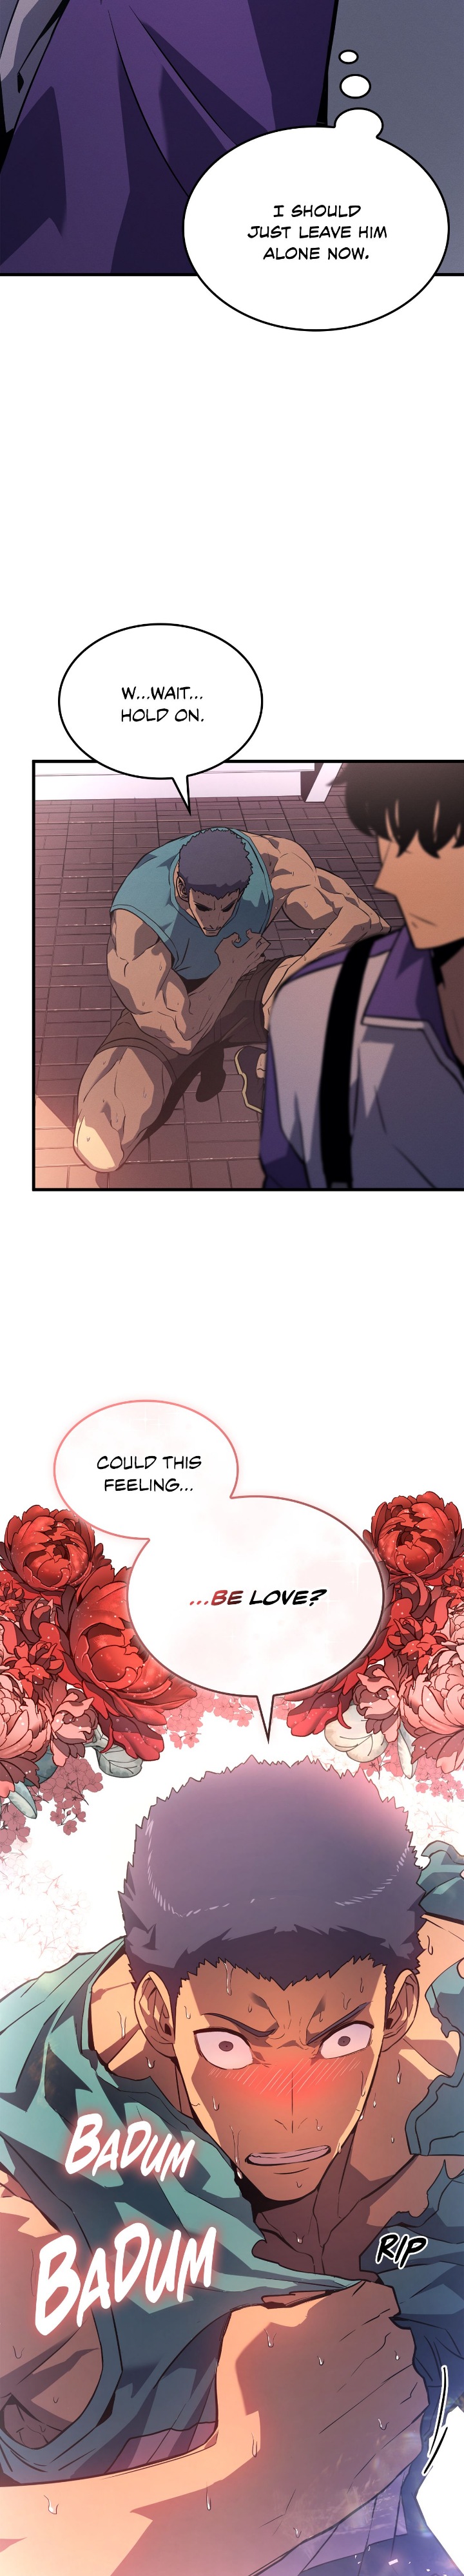 I SHOULD
JUST LEAVE HIM
ALONE NOW.
W...WAIT...
HOLD ON.
COULD THIS
FEELING...
...BE LOVE?
BADUM
BADUM
RIP